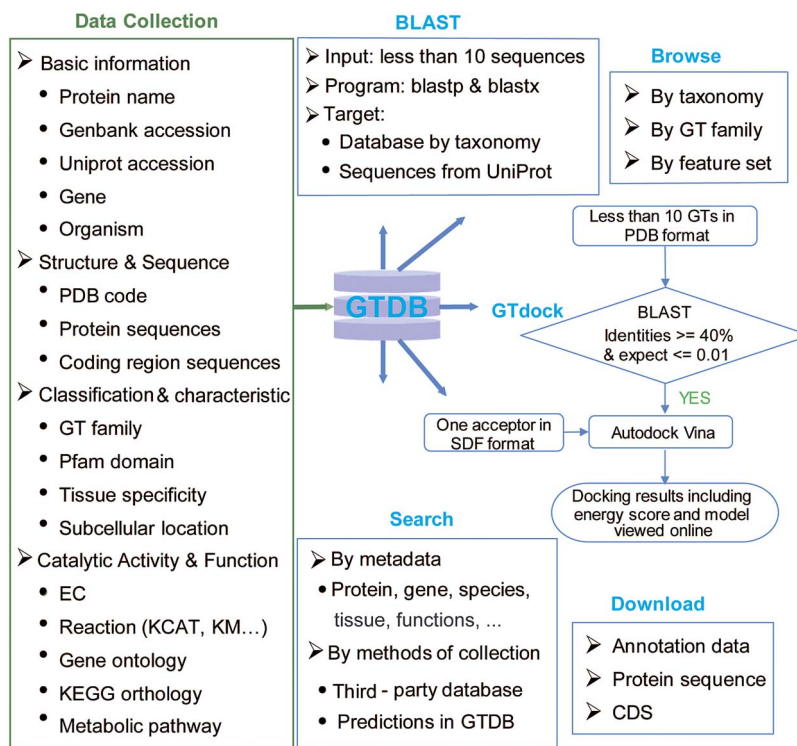 Data Collection
➢ Basic information
• Protein name
• Genbank accession
• Uniprot accession
• Gene
• Organism
➢ Structure & Sequence
• PDB code
• Protein sequences
• Coding region sequences
➢ Classification & characteristic
• GT family
• Pfam domain
• Tissue specificity
• Subcellular location
➢ Catalytic Activity & Function
• EC
• Reaction (KCAT, KM…)
• Gene ontology
• KEGG orthology
• Metabolic pathway
BLAST
➢ Input: less than 10 sequences
➢ Program: blastp & blastx
➢ Target:
• Database by taxonomy
• Sequences from UniProt
Browse
➢ By taxonomy
➢ By GT family
➢ By feature set
GTDB
GTdock
Less than 10 GTs in
PDB format
BLAST
Identities >= 40%
& expect <= 0.01
YES
One acceptor in
SDF format
Autodock Vina
Docking results including
energy score and model
viewed online
Search
➢ By metadata
• Protein, gene, species,
tissue, functions, ...
➢ By methods of collection
• Third - party database
• Predictions in GTDB
Download
➢ Annotation data
➢ Protein sequence
➢ CDS